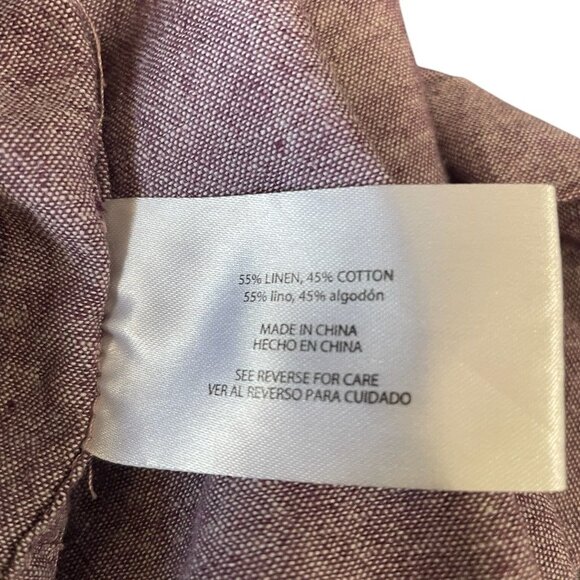 55% LINEN, 45% COTTON
55% lino, 45% algodón
MADE IN CHINA
HECHO EN CHINA
SEE REVERSE FOR CARE
VER AL REVERSO PARA CUIDADO